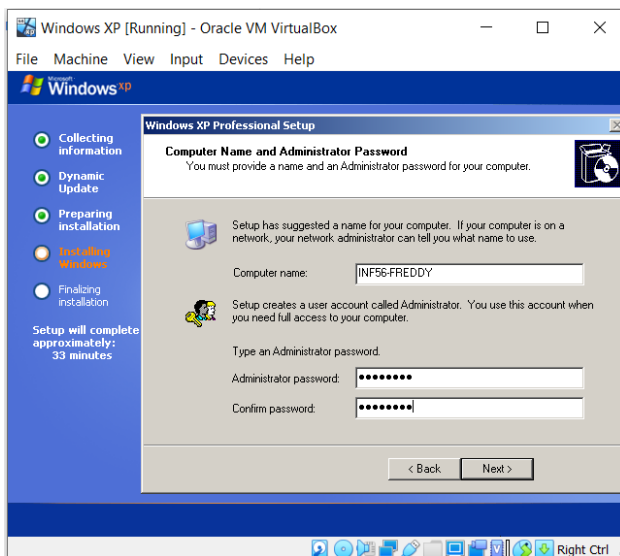 Windows XP [Running] - Oracle VM VirtualBox
File Machine View Input Devices Help
Microsoft
Windows xp
Collecting
information
Dynamic
Update
Preparing
installation
Installing
Windows
Finalizing
installation
Setup will complete
approximately:
33 minutes
Windows XP Professional Setup
Computer Name and Administrator Password
You must provide a name and an Administrator password for your computer.
Setup has suggested a name for your computer. If your computer is on a
network, your network administrator can tell you what name to use.
Computer name:
INF56-FREDDY
Setup creates a user account called Administrator. You use this account when
you need full access to your computer.
Type an Administrator password.
Administrator password:
••••••••
Confirm password:
••••••••
< Back
Next >
Right Ctrl